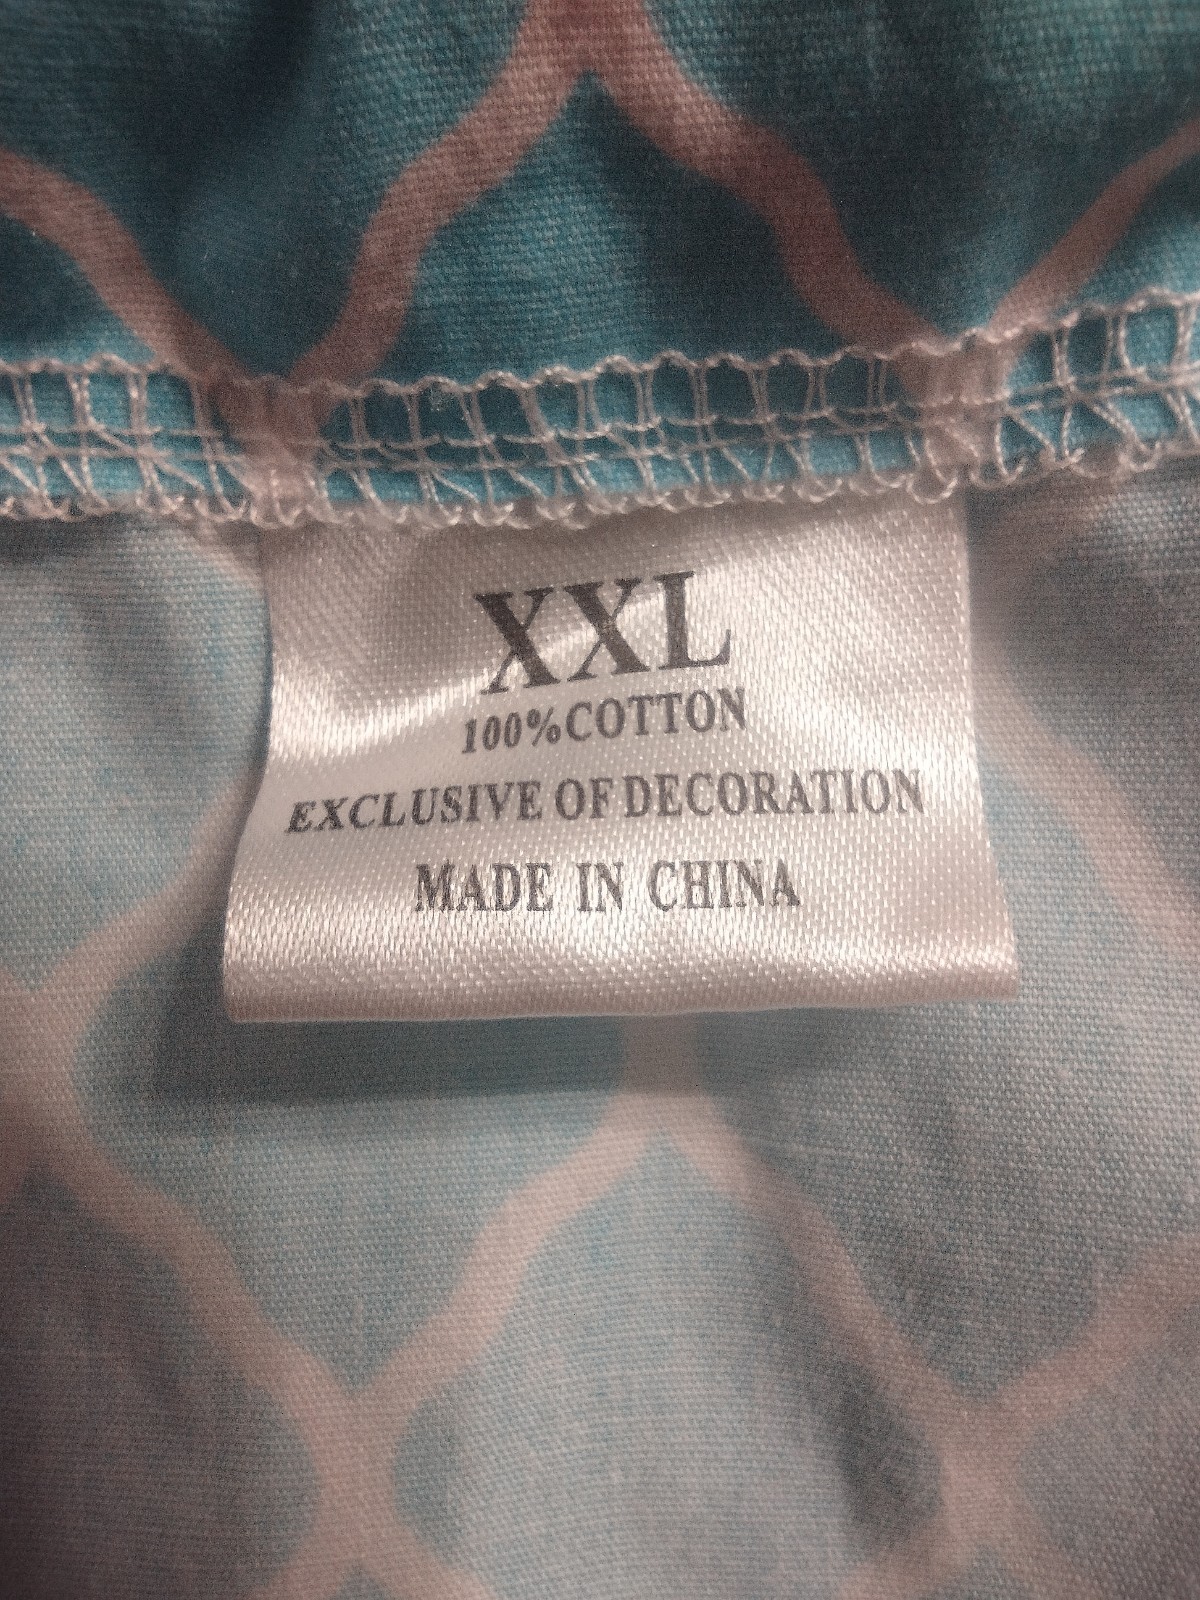 XXL
100%COTTON
EXCLUSIVE OF DECORATION
MADE IN CHINA